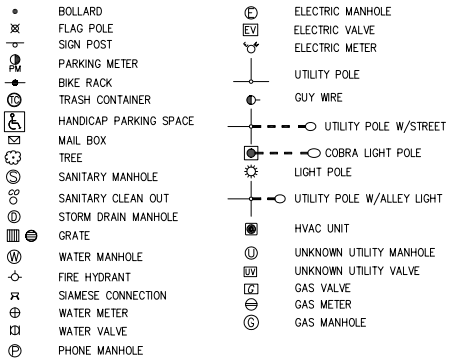 BOLLARD
FLAG POLE
SIGN POST
PM PARKING METER
BIKE RACK
TC TRASH CONTAINER
HANDICAP PARKING SPACE
MAIL BOX
TREE
S SANITARY MANHOLE
CO SANITARY CLEAN OUT
D STORM DRAIN MANHOLE
GRATE
W WATER MANHOLE
FIRE HYDRANT
SIAMESE CONNECTION
WATER METER
WATER VALVE
P PHONE MANHOLE
E ELECTRIC MANHOLE
EV ELECTRIC VALVE
ELECTRIC METER
UTILITY POLE
GUY WIRE
UTILITY POLE W/STREET
COBRA LIGHT POLE
LIGHT POLE
UTILITY POLE W/ALLEY LIGHT
HVAC UNIT
U UNKNOWN UTILITY MANHOLE
UV UNKNOWN UTILITY VALVE
G GAS VALVE
GAS METER
G GAS MANHOLE